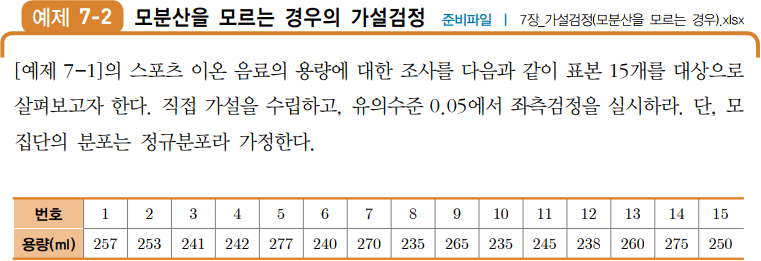 예제 7-2 모분산을 모르는 경우의 가설검정 준비파일 | 7장_가설검정(모분산을 모르는 경우).xlsx
[예제 7-1]의 스포츠 이온 음료의 용량에 대한 조사를 다음과 같이 표본 15개를 대상으로
살펴보고자 한다. 직접 가설을 수립하고, 유의수준 0.05에서 좌측검정을 실시하라. 단, 모
집단의 분포는 정규분포라 가정한다.
번호 1 2 3 4 5 6 7 8 9 10 11 12 13 14 15
용량(ml) 257 253 241 242 277 240 270 235 265 235 245 238 260 275 250